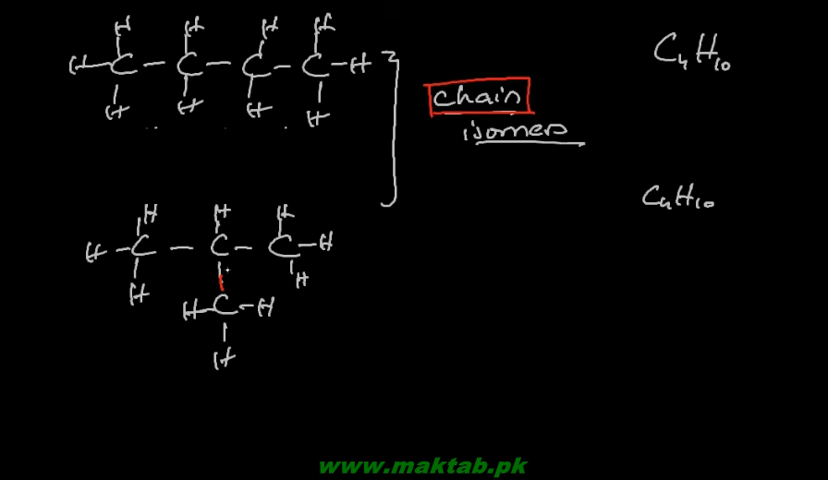 H H H H
H-C-C-C-C-H
H H H H
C₄H₁₀
chain
isomers
C₄H₁₀
H H H
H-C-C-C-H
H H
H-C-H
H
www.maktab.pk